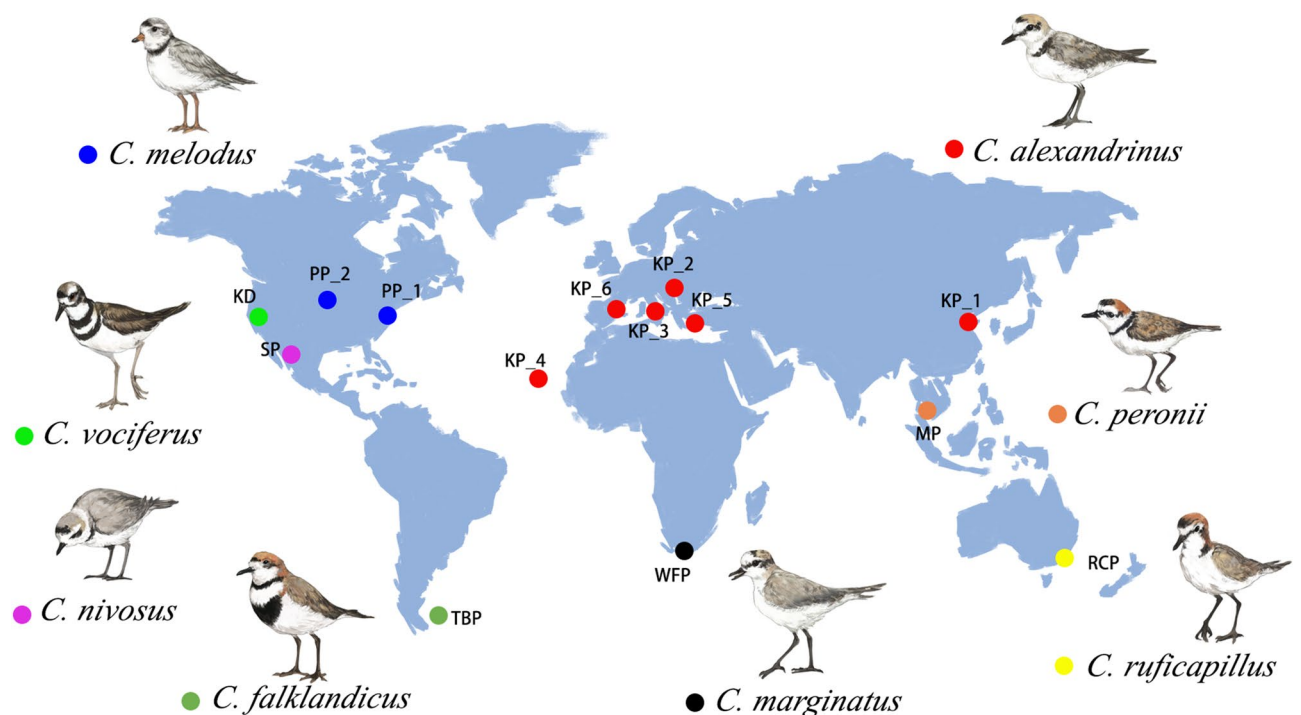 C. melodus
C. alexandrinus
KP_2
PP_2
KP_6
KP_5
KD
PP_1
KP_1
KP_3
SP
KP_4
C. peronii
MP
C. vociferus
RCP
WFP
C. nivosus
TBP
C. ruficapillus
C. falklandicus
C. marginatus